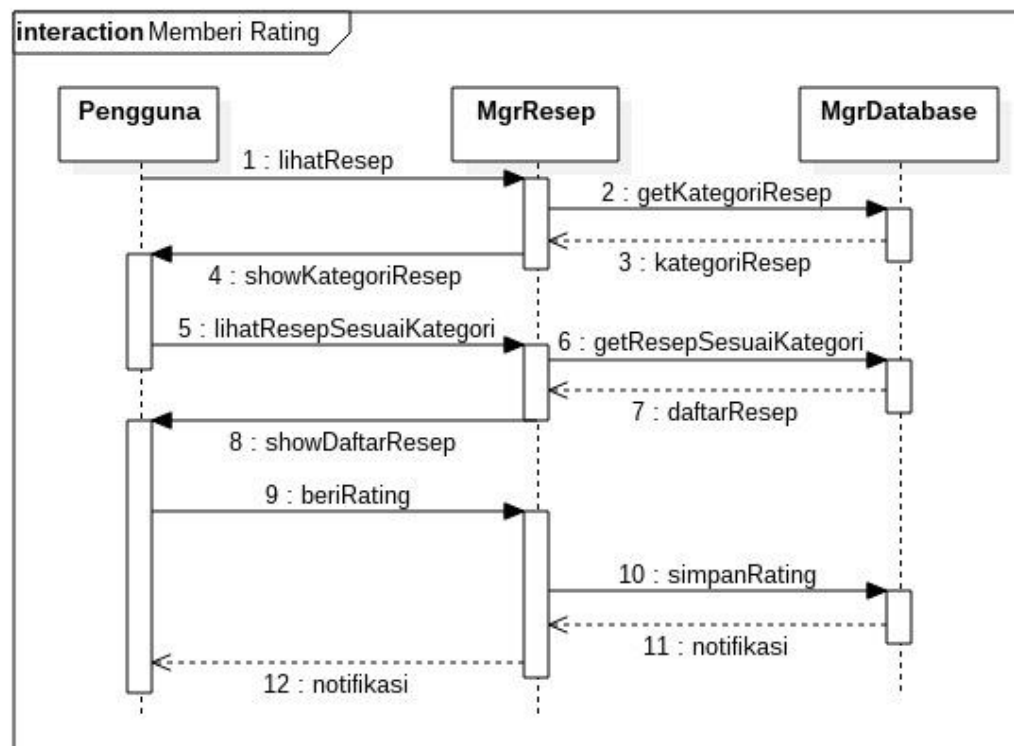 interaction Memberi Rating
Pengguna
MgrResep
MgrDatabase
1 : lihatResep
2 : getKategoriResep
3 : kategoriResep
4 : showKategoriResep
5 : lihatResepSesuaiKategori
6 : getResepSesuaiKategori
7 : daftarResep
8 : showDaftarResep
9 : beriRating
10 : simpanRating
11 : notifikasi
12 : notifikasi